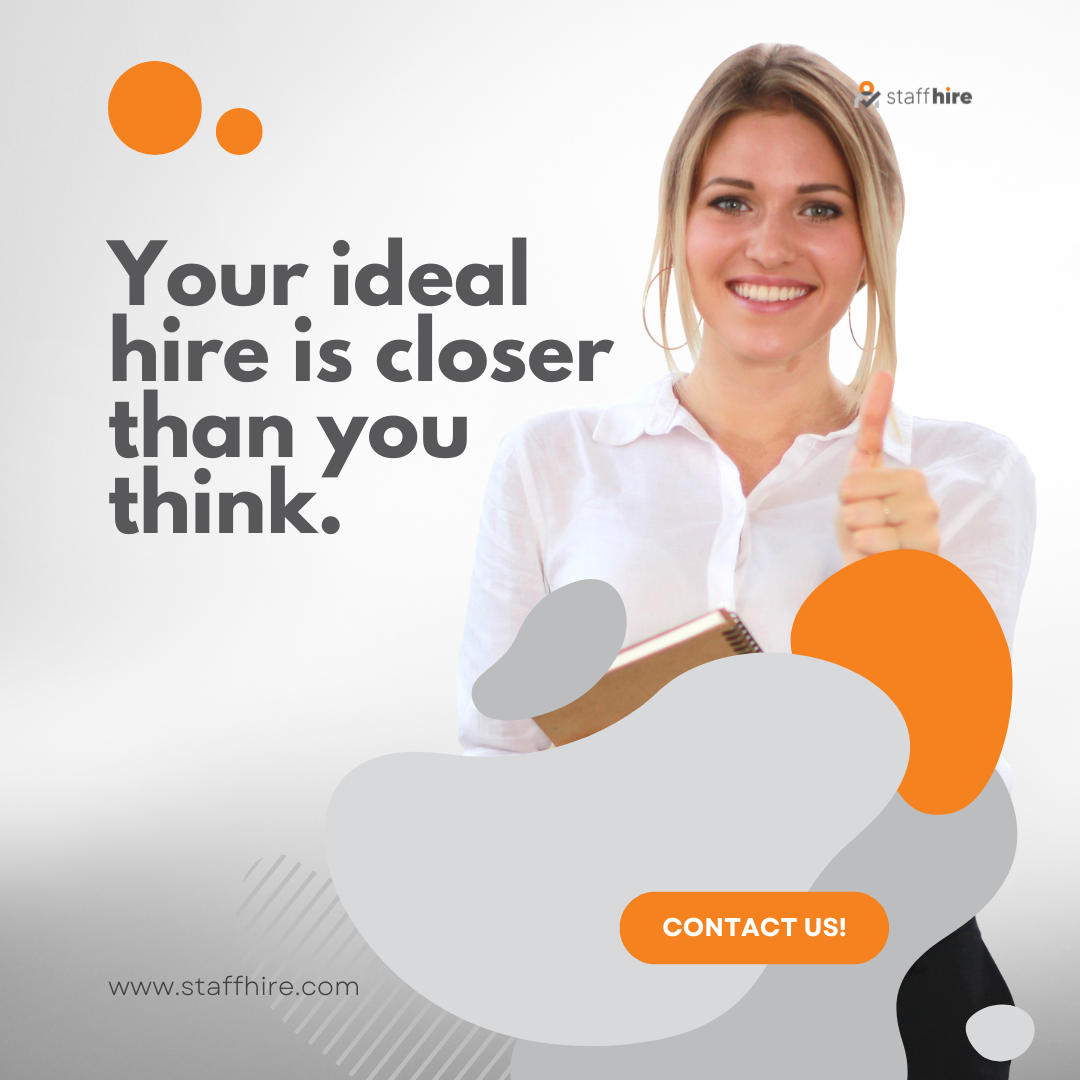 staffhire
Your ideal
hire is closer
than you
think.
CONTACT US!
www.staffhire.com